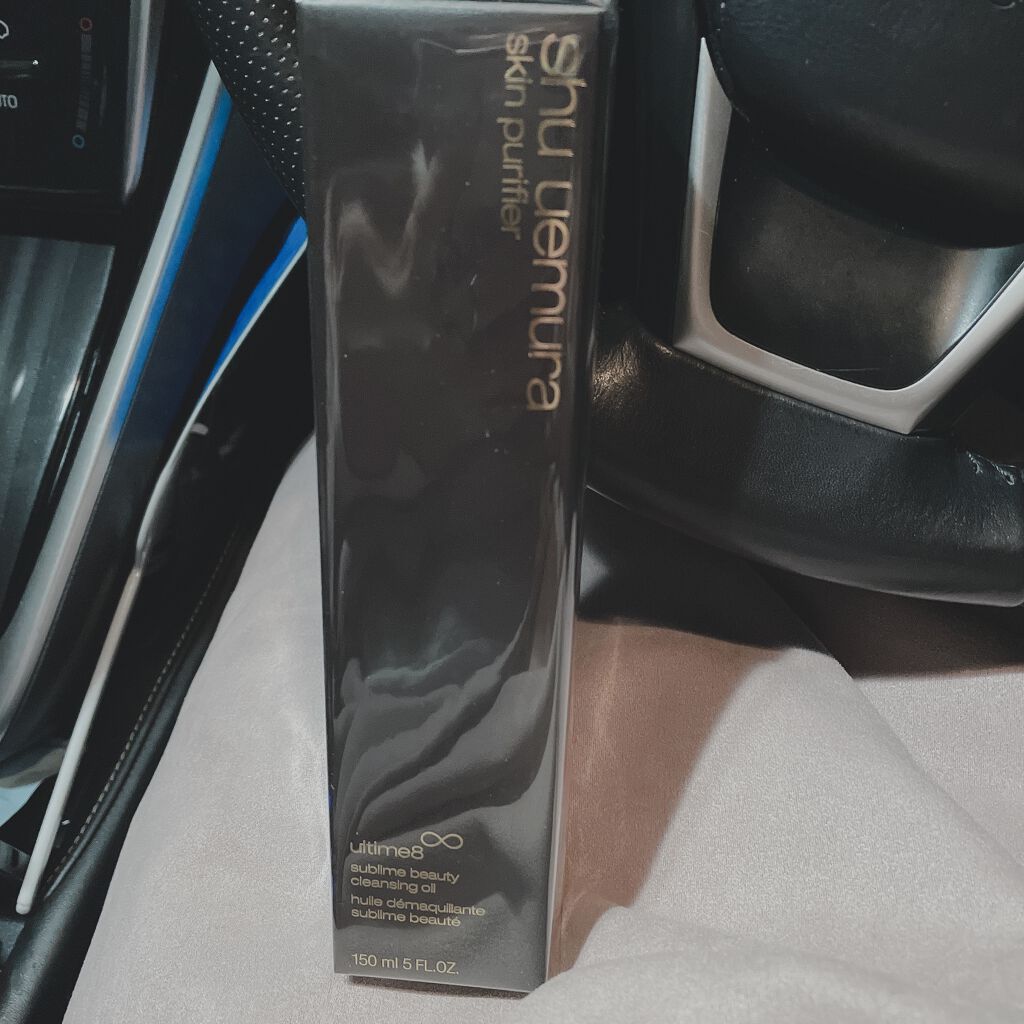 shu uemura
skin purifier
ultime8∞
sublime beauty
cleansing oil
huile démaquillante
sublime beauté
150 ml 5 FL.OZ.